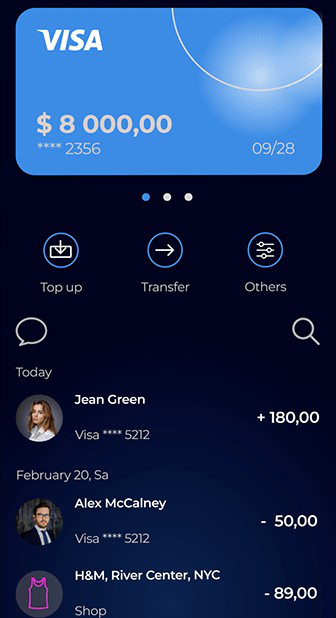 VISA
$ 8 000,00
**** 2356 09/28
Top up Transfer Others
Today
Jean Green
+ 180,00
Visa **** 5212
February 20, Sa
Alex McCalney
- 50,00
Visa **** 5212
H&M, River Center, NYC
- 89,00
Shop